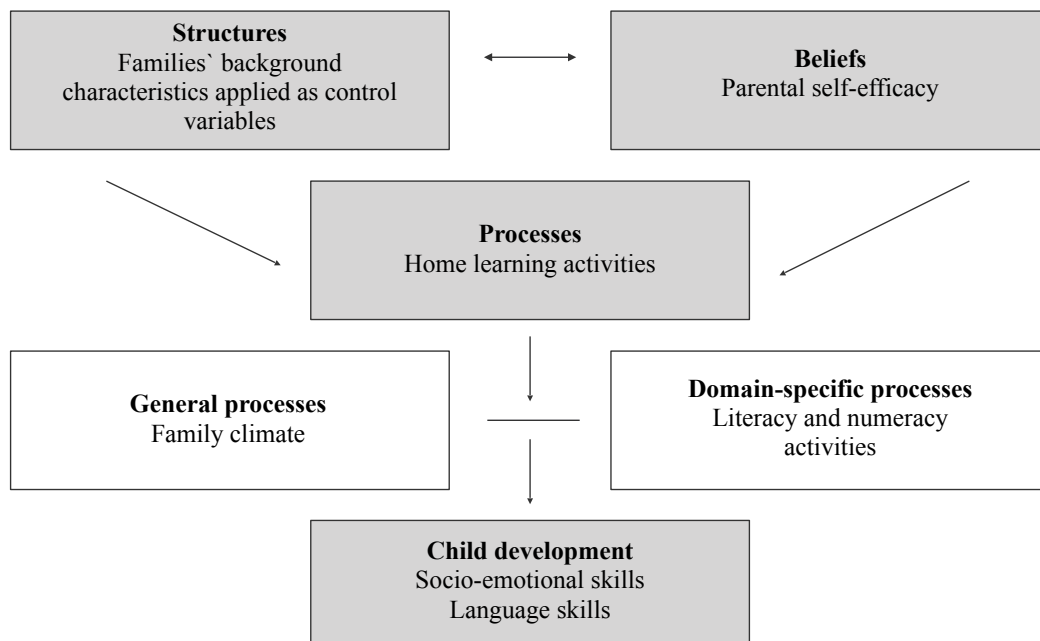 Structures
Families` background
characteristics applied as control
variables
Beliefs
Parental self-efficacy
Processes
Home learning activities
General processes
Family climate
Domain-specific processes
Literacy and numeracy
activities
Child development
Socio-emotional skills
Language skills